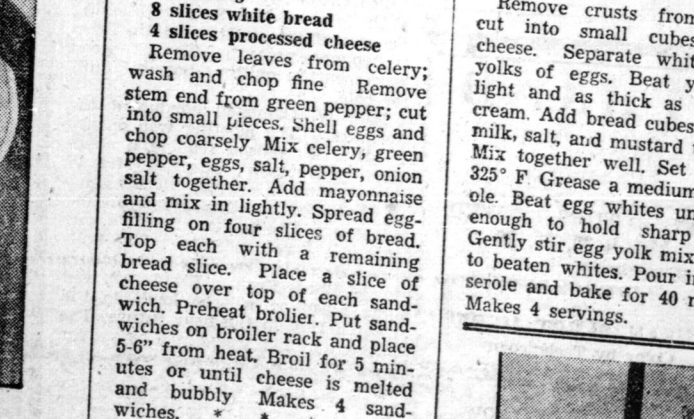 8 slices white bread
4 slices processed cheese
Remove leaves from celery;
wash and chop fine Remove
stem end from green pepper; cut
into small pieces. Shell eggs and
chop coarsely Mix celery, green
pepper, eggs, salt, pepper, onion
salt together. Add mayonnaise
and mix in lightly. Spread egg-
filling on four slices of bread.
Top each with a remaining
bread slice. Place a slice of
cheese over top of each sand-
wich. Preheat brolier. Put sand-
wiches on broiler rack and place
5-6" from heat. Broil for 5 min-
utes or until cheese is melted
and bubbly Makes 4 sand-
wiches. * *
Remove crusts from
cut into small cubes
cheese. Separate whit
yolks of eggs. Beat y
light and as thick as
cream. Add bread cubes
milk, salt, and mustard
Mix together well. Set
325° F Grease a medium
ole. Beat egg whites un
enough to hold sharp
Gently stir egg yolk mix
to beaten whites. Pour i
serole and bake for 40
Makes 4 servings.